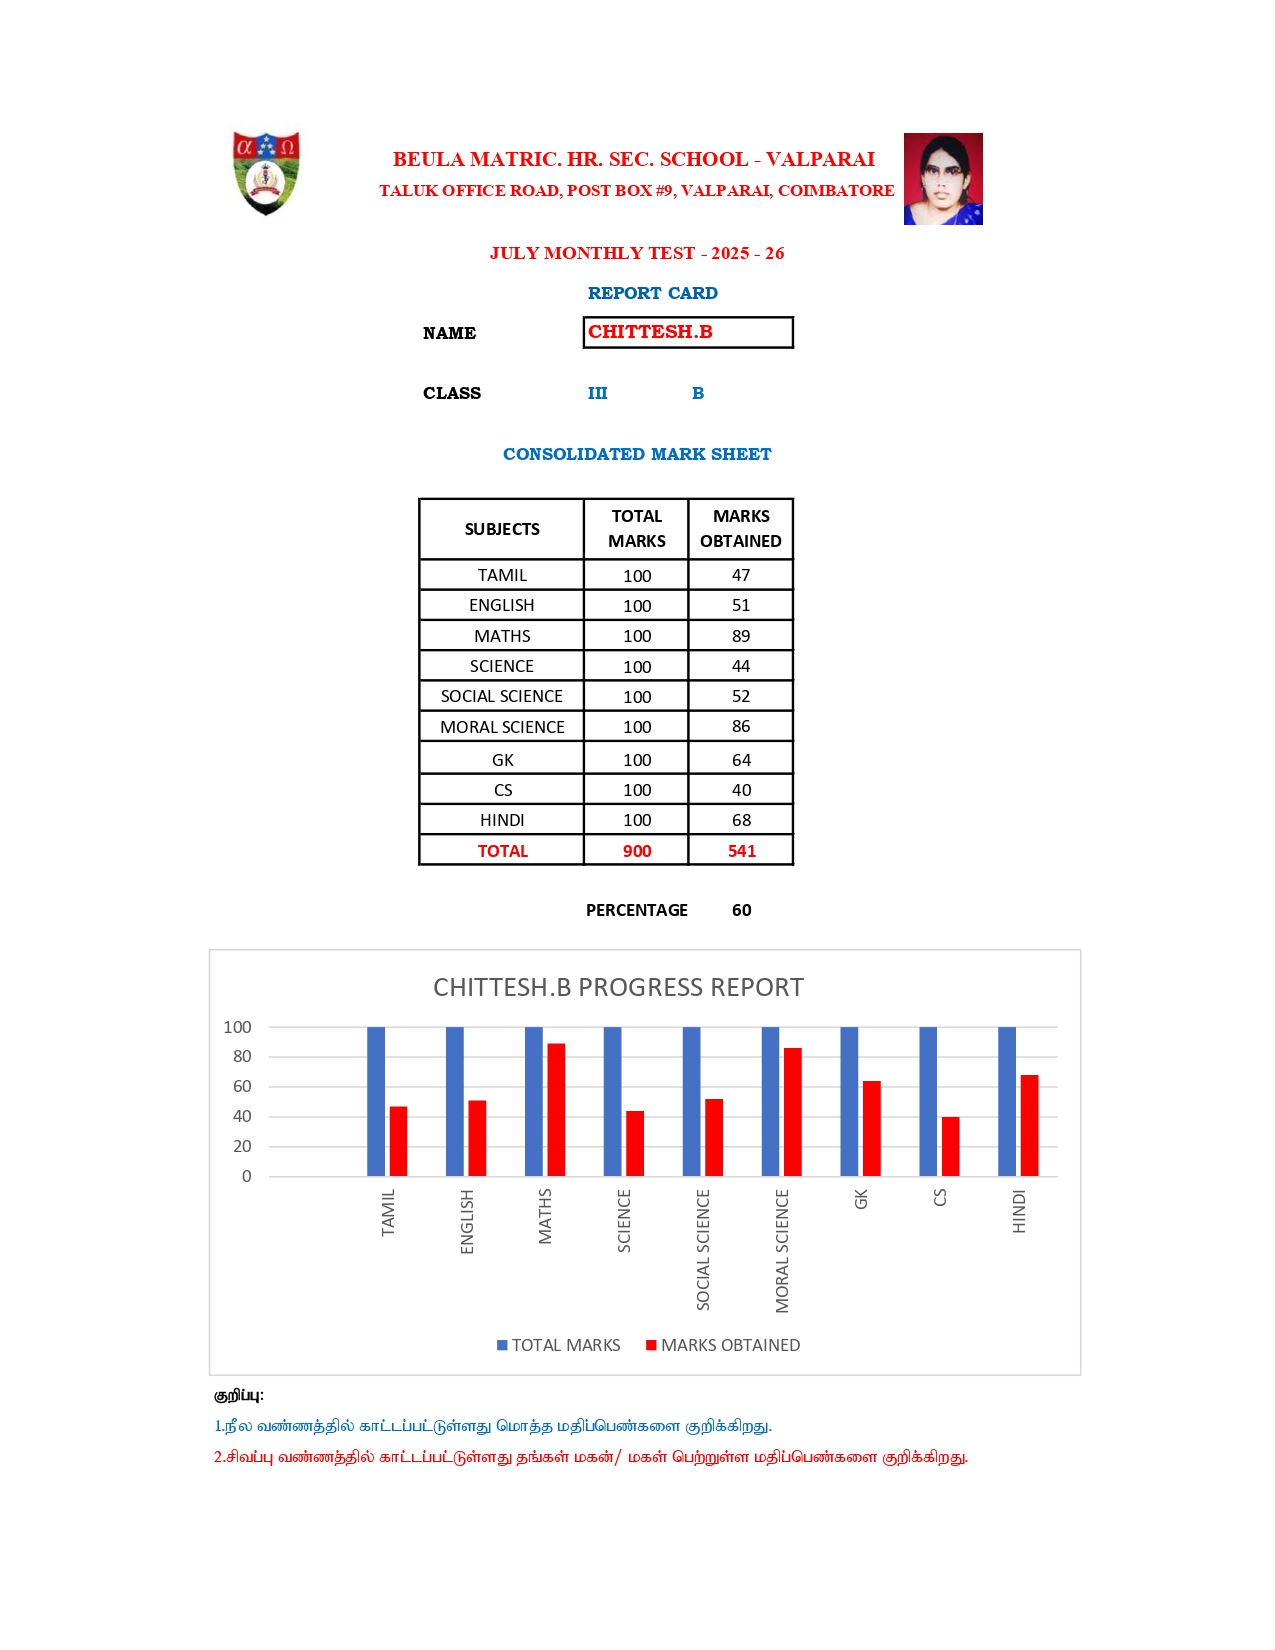 α Ω
BEULA MATRIC. HR. SEC. SCHOOL - VALPARAI
TALUK OFFICE ROAD, POST BOX #9, VALPARAI, COIMBATORE
JULY MONTHLY TEST - 2025 - 26
REPORT CARD
NAME CHITTESH.B
CLASS III B
CONSOLIDATED MARK SHEET
SUBJECTS TOTAL MARKS MARKS OBTAINED
TAMIL 100 47
ENGLISH 100 51
MATHS 100 89
SCIENCE 100 44
SOCIAL SCIENCE 100 52
MORAL SCIENCE 100 86
GK 100 64
CS 100 40
HINDI 100 68
TOTAL 900 541
PERCENTAGE 60
CHITTESH.B PROGRESS REPORT
100
80
60
40
20
0
TAMIL ENGLISH MATHS SCIENCE SOCIAL SCIENCE MORAL SCIENCE GK CS HINDI
TOTAL MARKS MARKS OBTAINED
குறிப்பு:
1.நீல வண்ணத்தில் காட்டப்பட்டுள்ளது மொத்த மதிப்பெண்களை குறிக்கிறது.
2.சிவப்பு வண்ணத்தில் காட்டப்பட்டுள்ளது தங்கள் மகன்/ மகள் பெற்றுள்ள மதிப்பெண்களை குறிக்கிறது.